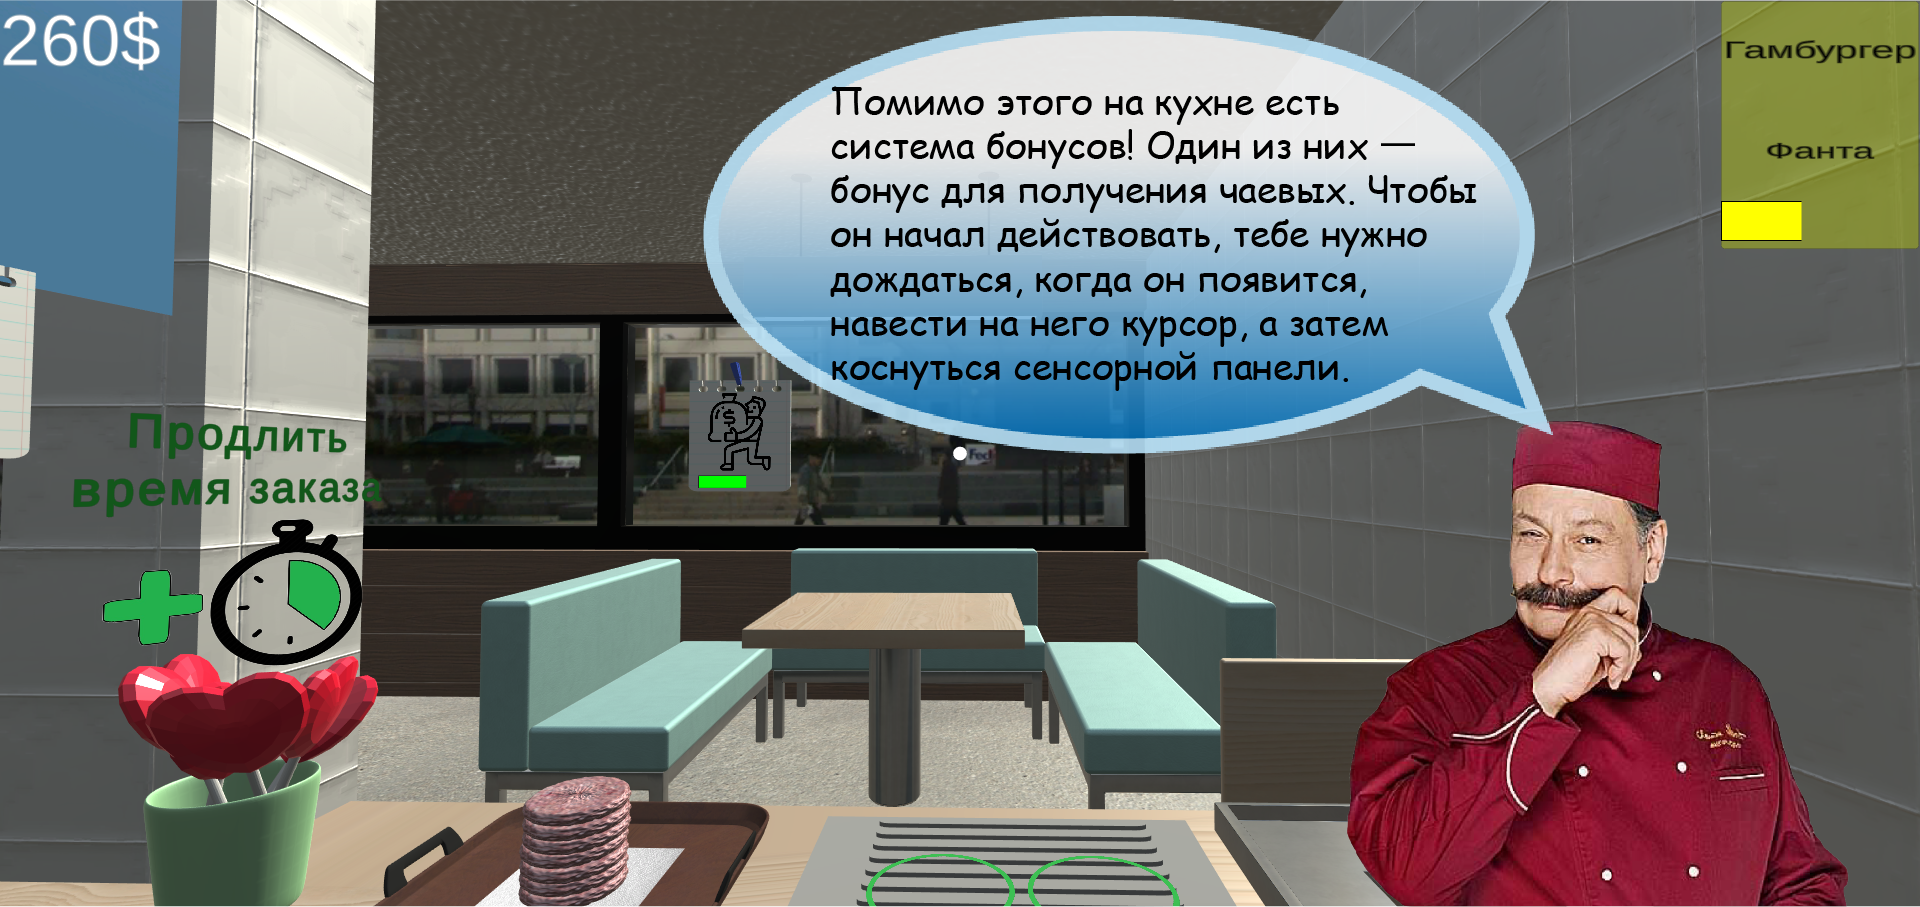 260$
Помимо этого на кухне есть
система бонусов! Один из них —
бонус для получения чаевых. Чтобы
он начал действовать, тебе нужно
дождаться, когда он появится,
навести на него курсор, а затем
коснуться сенсорной панели.
Гамбургер
Фанта
Продлить
время заказа
$
Fed